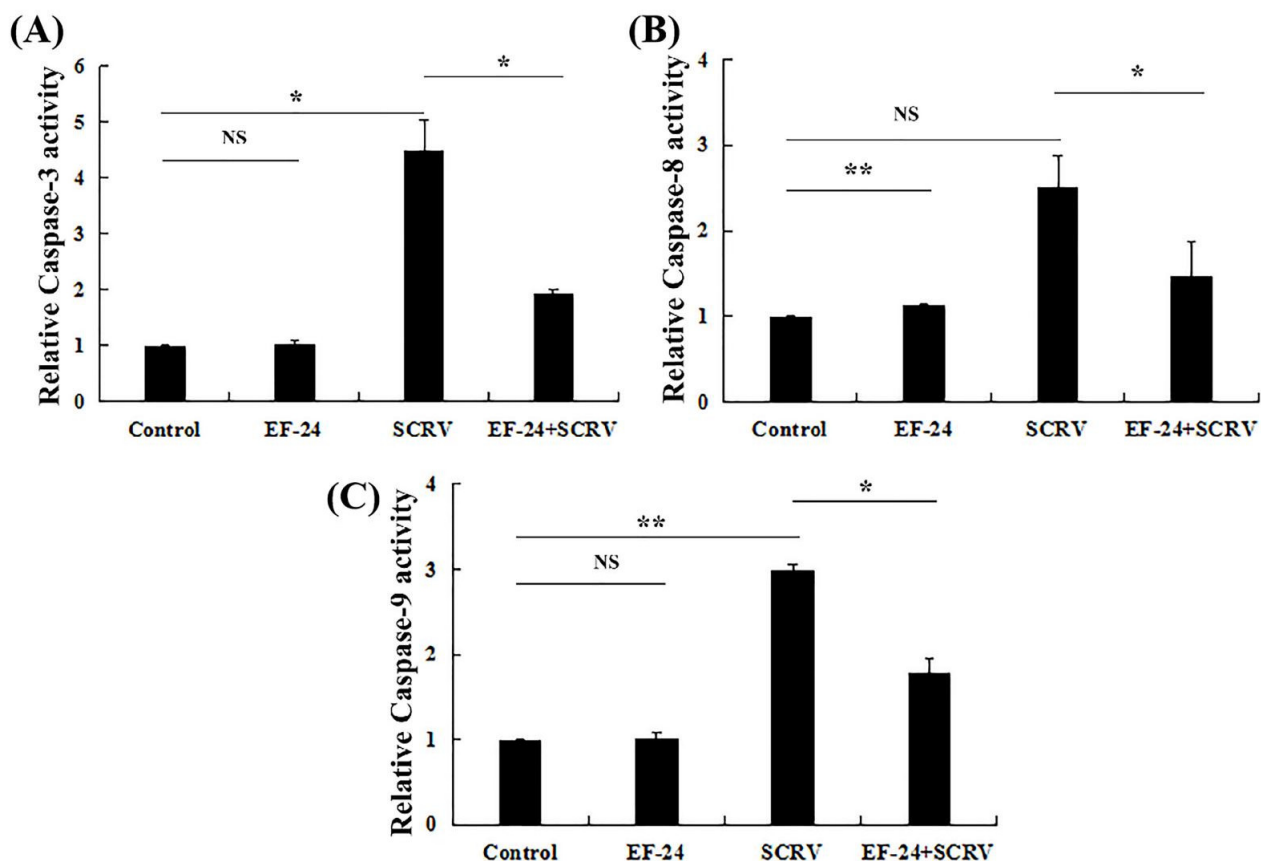 (A)
Relative Caspase-3 activity
6
5
4
3
2
1
0
*
*
NS
Control EF-24 SCRV EF-24+SCRV
(B)
Relative Caspase-8 activity
4
3
2
1
0
*
NS
**
Control EF-24 SCRV EF-24+SCRV
(C)
Relative Caspase-9 activity
4
3
2
1
0
*
**
NS
Control EF-24 SCRV EF-24+SCRV